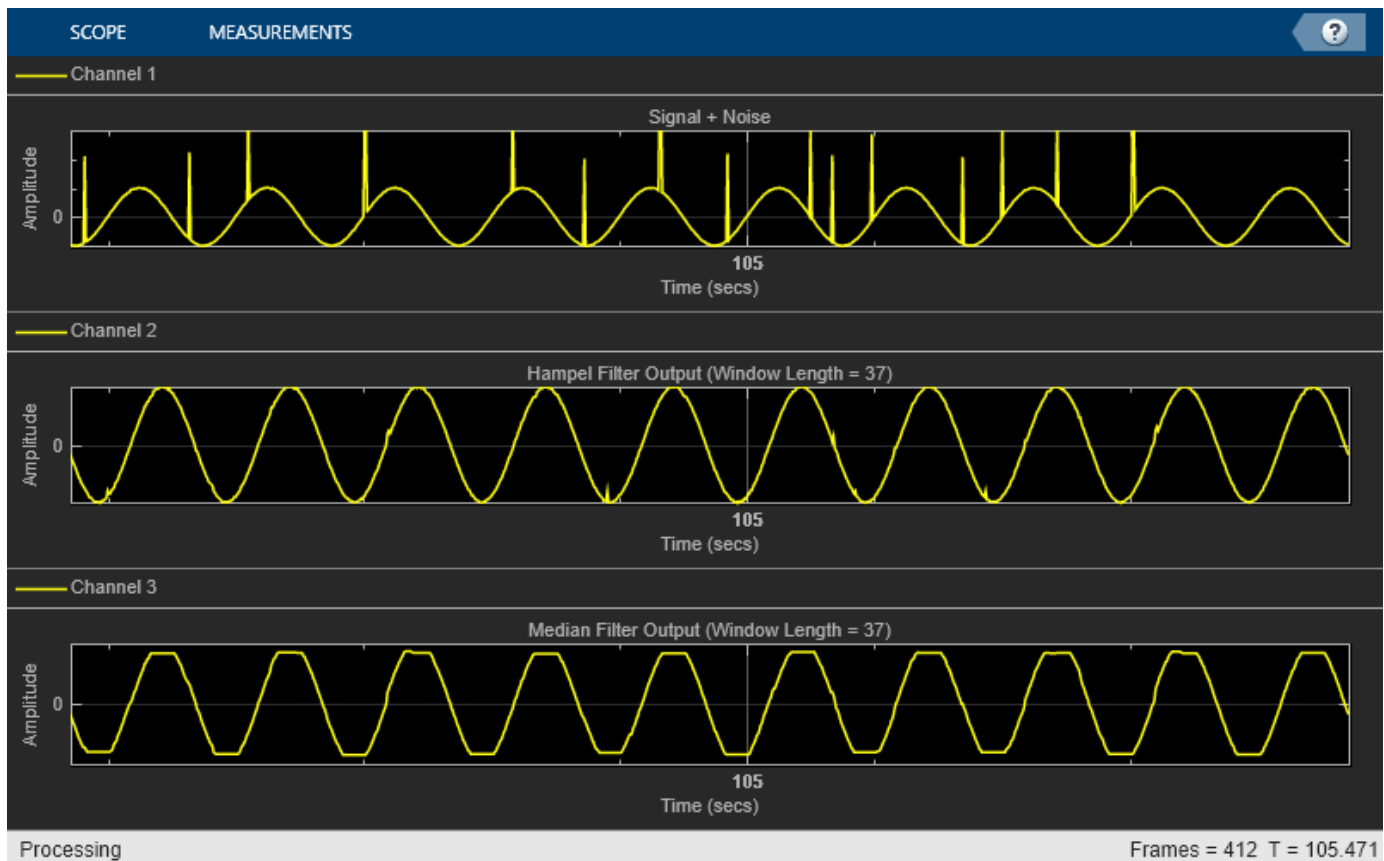 SCOPE MEASUREMENTS ?
Channel 1
Signal + Noise
Amplitude
0
105
Time (secs)
Channel 2
Hampel Filter Output (Window Length = 37)
Amplitude
0
105
Time (secs)
Channel 3
Median Filter Output (Window Length = 37)
Amplitude
0
105
Time (secs)
Processing Frames = 412 T = 105.471